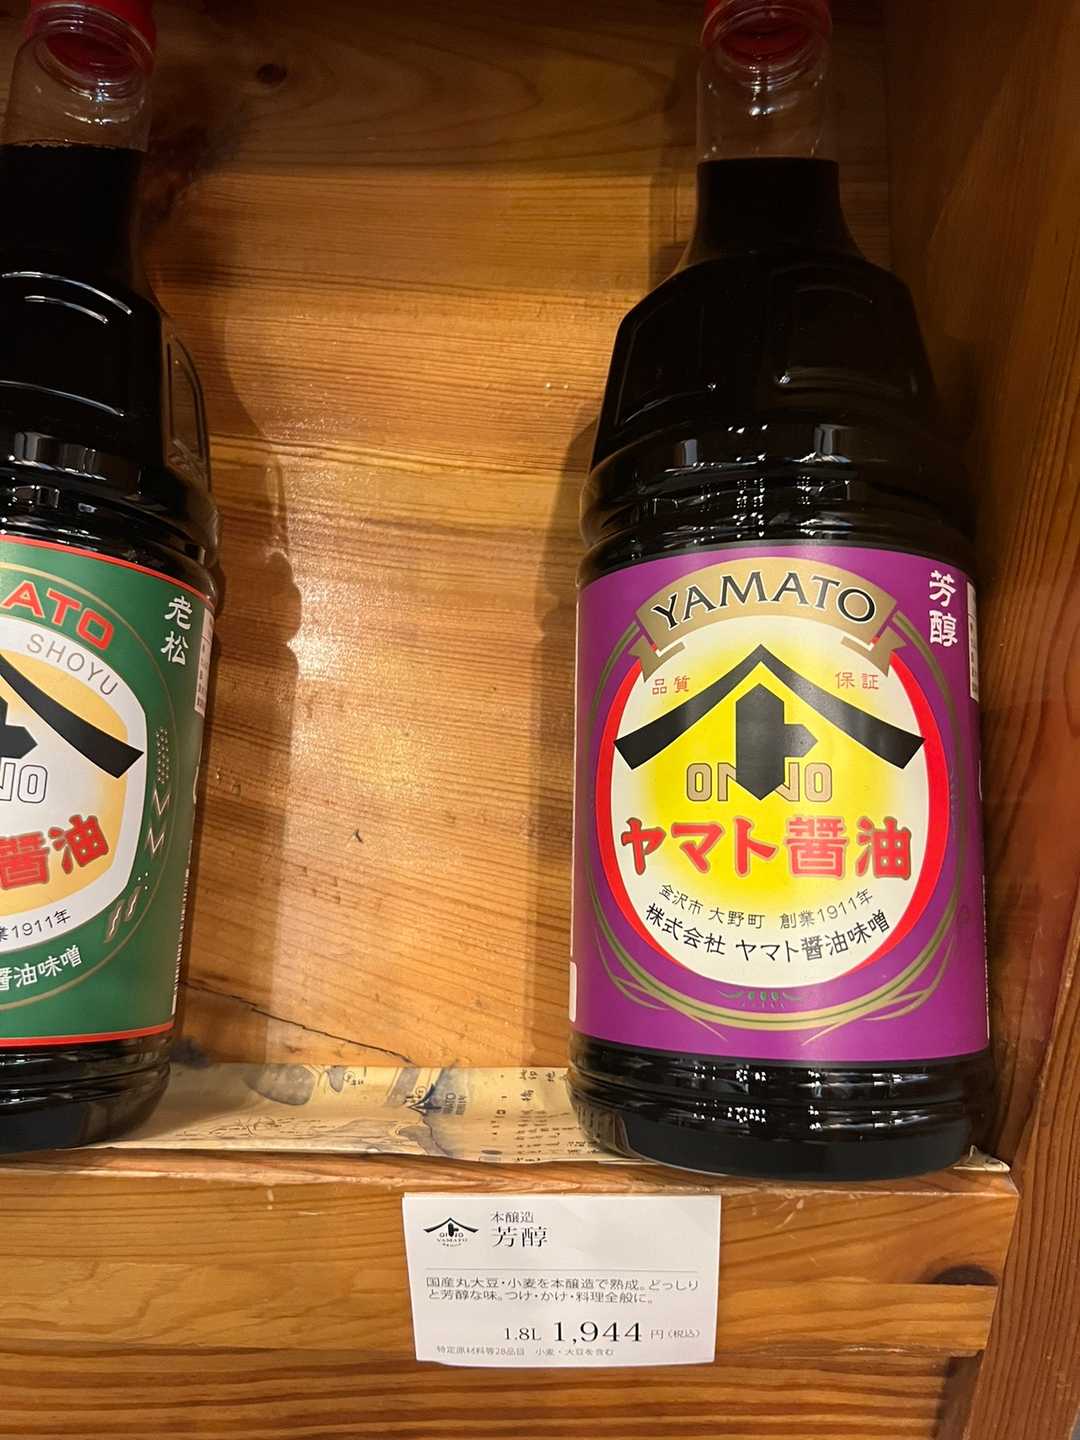 ATO
SHOYU
老松
NO
醤油
業1911年
醤油味噌
YAMATO
芳醇
品質 保証
ONO
ヤマト醤油
金沢市 大野町 創業1911年
株式会社 ヤマト醤油味噌
本醸造
芳醇
ONO
YAMATO
国産丸大豆・小麦を本醸造で熟成。どっしり
と芳醇な味。つけ・かけ・料理全般に。
1.8L 1,944 円(税込)
特定原材料等28品目 小麦・大豆を含む